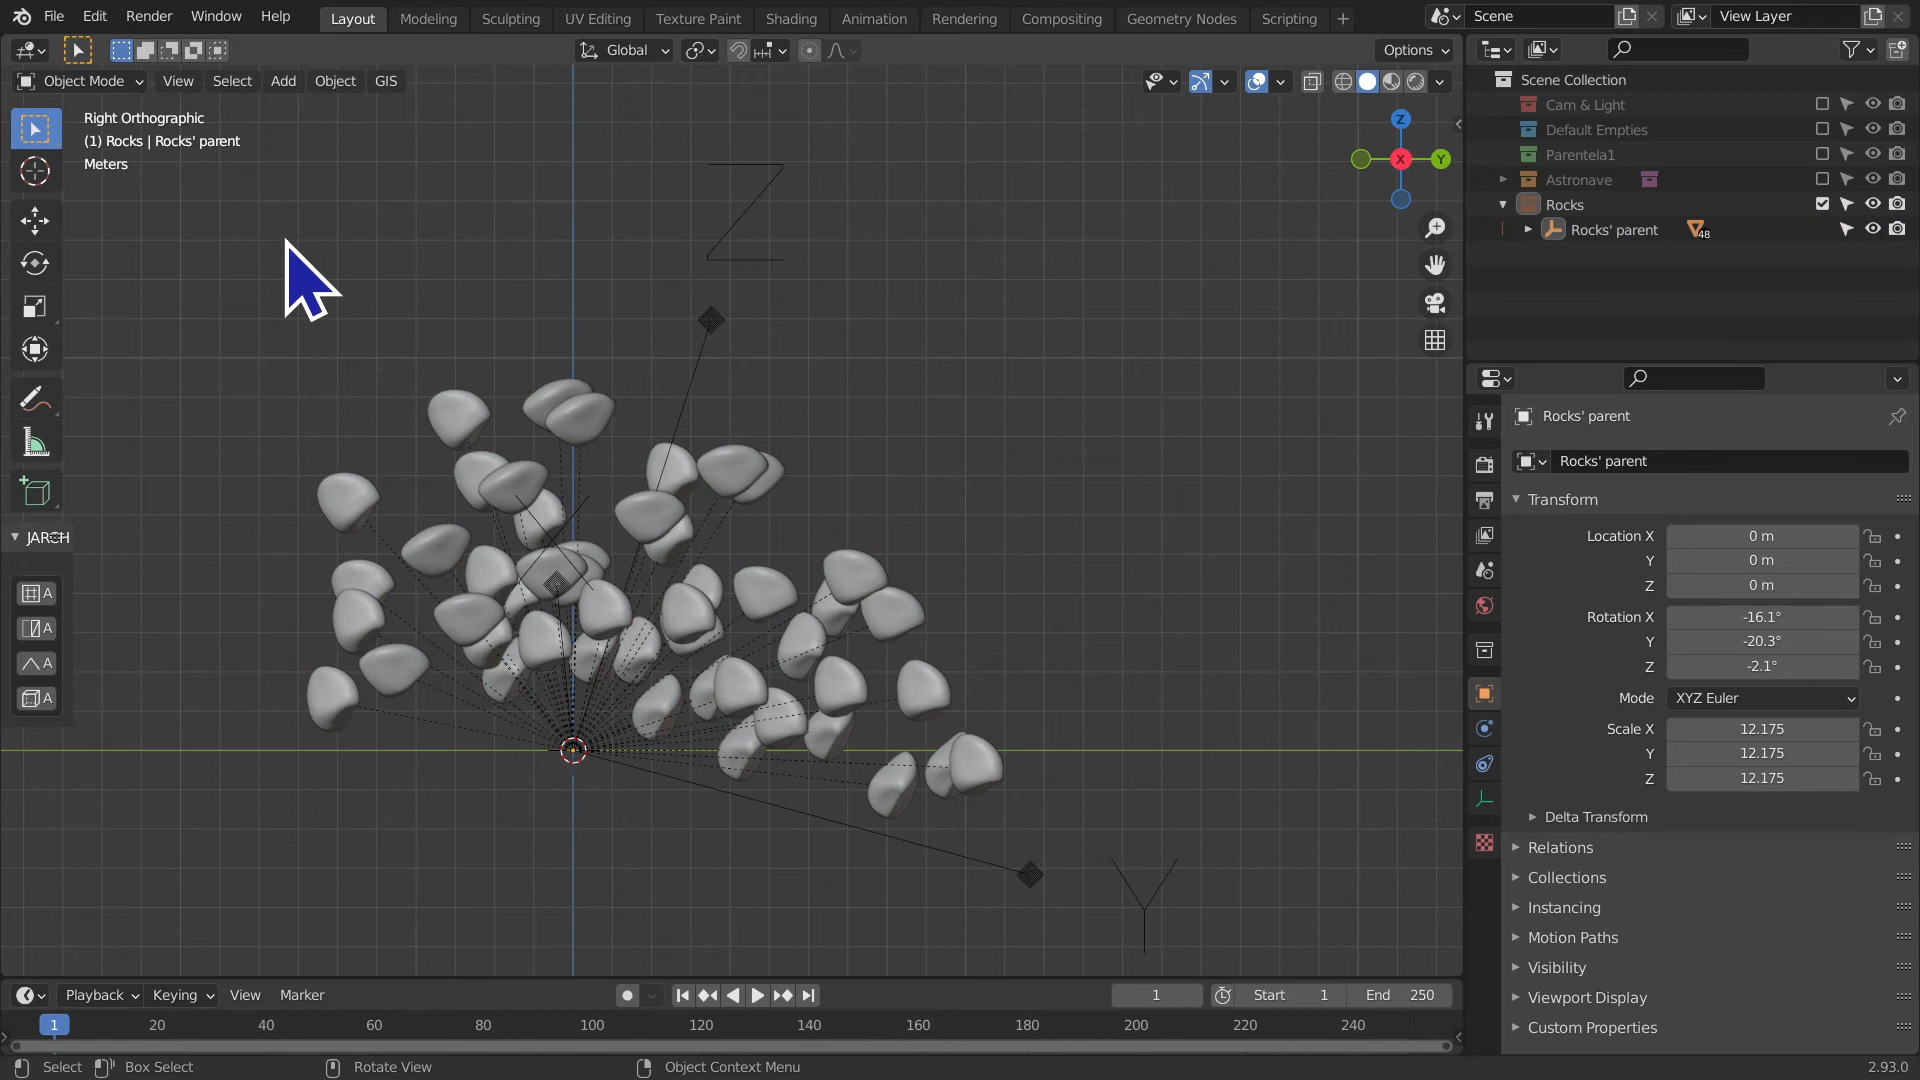 File Edit Render Window Help Layout Modeling Sculpting UV Editing Texture Paint Shading Animation Rendering Compositing Geometry Nodes Scripting + Scene View Layer
Global Options
Object Mode View Select Add Object GIS
Right Orthographic
(1) Rocks | Rocks' parent
Meters
Z
X
Y
Z
X
Y
JARCH
A
A
A
A
Scene Collection
Cam & Light
Default Empties
Parentela1
Astronave
Rocks
Rocks' parent 48
Rocks' parent
Rocks' parent
Transform
Location X 0 m
Y 0 m
Z 0 m
Rotation X -16.1°
Y -20.3°
Z -2.1°
Mode XYZ Euler
Scale X 12.175
Y 12.175
Z 12.175
Delta Transform
Relations
Collections
Instancing
Motion Paths
Visibility
Viewport Display
Custom Properties
Playback Keying View Marker 1 Start 1 End 250
1 20 40 60 80 100 120 140 160 180 200 220 240
Select Box Select Rotate View Object Context Menu 2.93.0